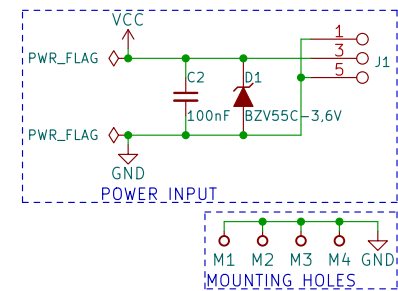 VCC
PWR_FLAG
1
3
5
J1
C2
100nF
D1
BZV55C-3,6V
PWR_FLAG
GND
POWER INPUT
M1 M2 M3 M4 GND
MOUNTING HOLES